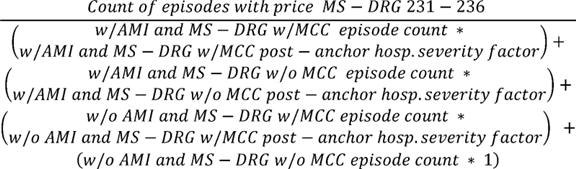 Count of episodes with price MS − DRG 231 − 236
(w/AMI and MS − DRG w/MCC episode count *
w/AMI and MS − DRG w/MCC post − anchor hosp. severity factor) +
(w/AMI and MS − DRG w/o MCC episode count *
w/AMI and MS − DRG w/o MCC post − anchor hosp. severity factor) +
(w/o AMI and MS − DRG w/MCC episode count *
w/o AMI and MS − DRG w/MCC post − anchor hosp. severity factor) +
(w/o AMI and MS − DRG w/o MCC episode count * 1)